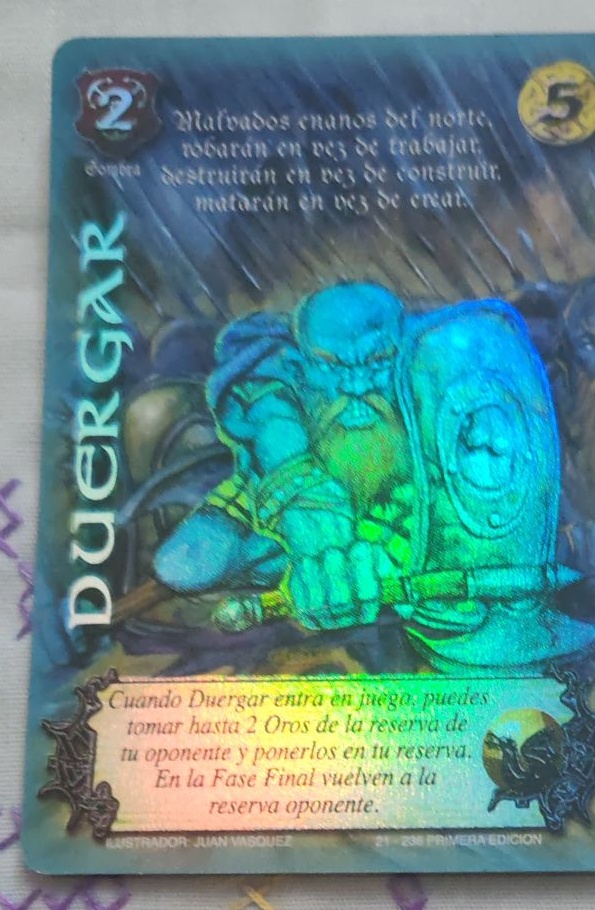 2
Sombra
5
Malvados enanos del norte,
robarán en vez de trabajar,
destruirán en vez de construir,
matarán en vez de crear.
DUERGAR
Cuando Duergar entra en juego, puedes
tomar hasta 2 Oros de la reserva de
tu oponente y ponerlos en tu reserva.
En la Fase Final vuelven a la
reserva oponente.
ILUSTRADOR: JUAN VASQUEZ 21 - 236 PRIMERA EDICION